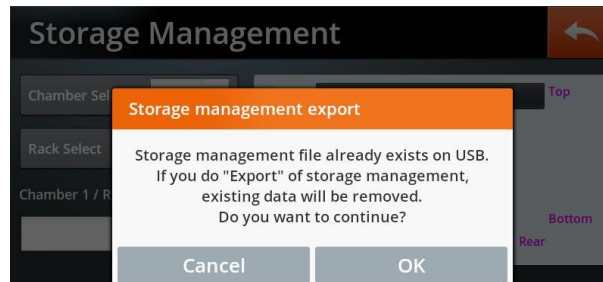 Storage Management
Chamber Sel
Top
Storage management export
Rack Select
Storage management file already exists on USB.
If you do "Export" of storage management,
existing data will be removed.
Do you want to continue?
Chamber 1 / R
Bottom
Rear
Cancel
OK